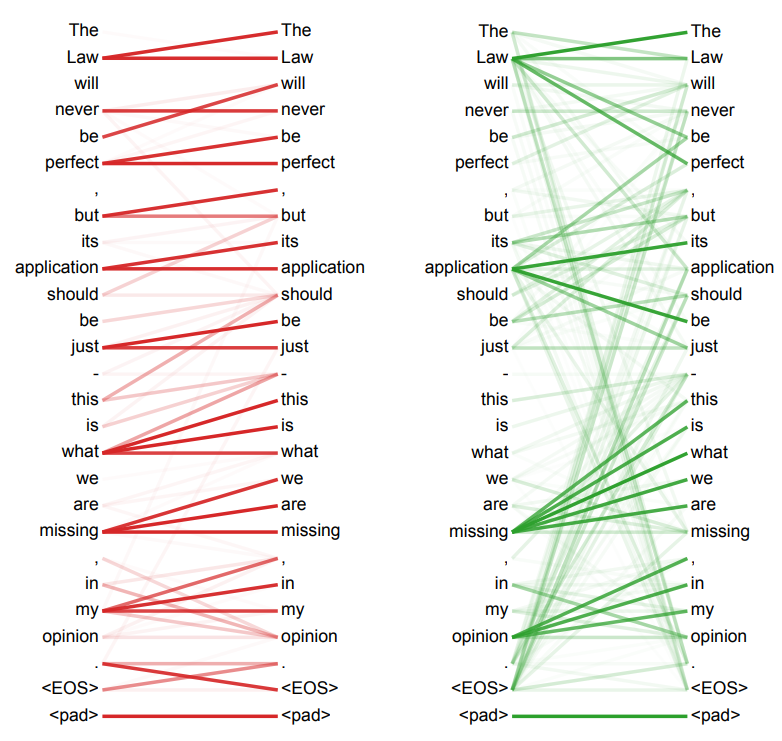 The The The The
Law Law Law Law
will will will will
never never never never
be be be be
perfect perfect perfect perfect
, , , ,
but but but but
its its its its
application application application application
should should should should
be be be be
just just just just
- - - -
this this this this
is is is is
what what what what
we we we we
are are are are
missing missing missing missing
, , , ,
in in in in
my my my my
opinion opinion opinion opinion
. . . .
<EOS> <EOS> <EOS> <EOS>
<pad> <pad> <pad> <pad>